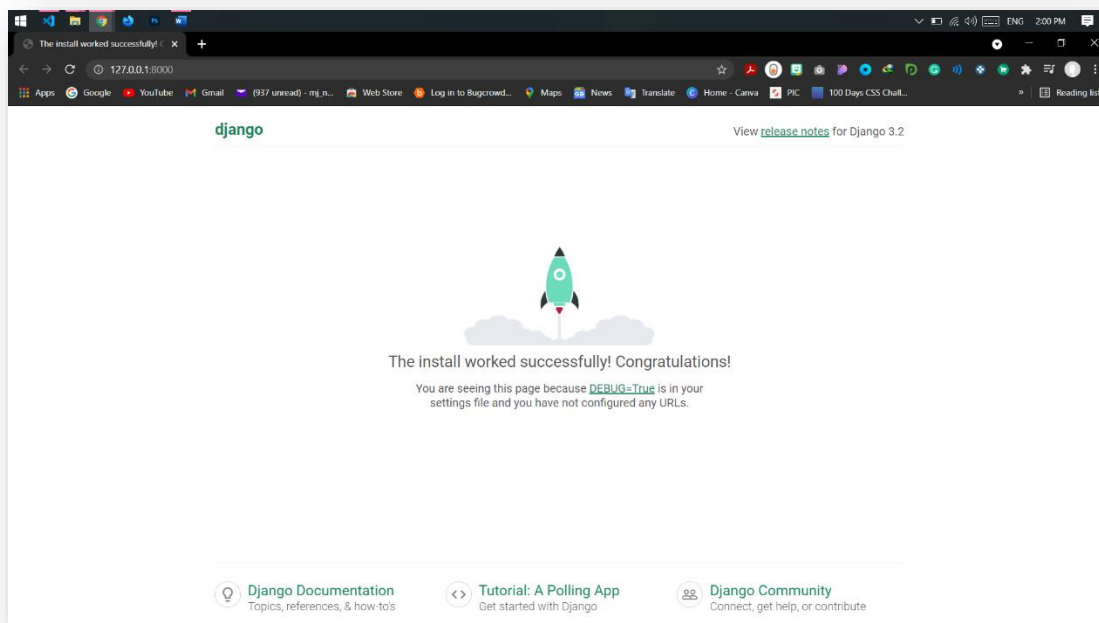 ENG 2:00 PM
The install worked successfully! C
127.0.0.1:8000
Apps Google YouTube Gmail (937 unread) - mj_n... Web Store Log in to Bugcrowd... Maps News Translate Home - Canva PIC 100 Days CSS Chall... » Reading list
django View release notes for Django 3.2
The install worked successfully! Congratulations!
You are seeing this page because DEBUG=True is in your
settings file and you have not configured any URLs.
Django Documentation Tutorial: A Polling App Django Community
Topics, references, & how-to's Get started with Django Connect, get help, or contribute